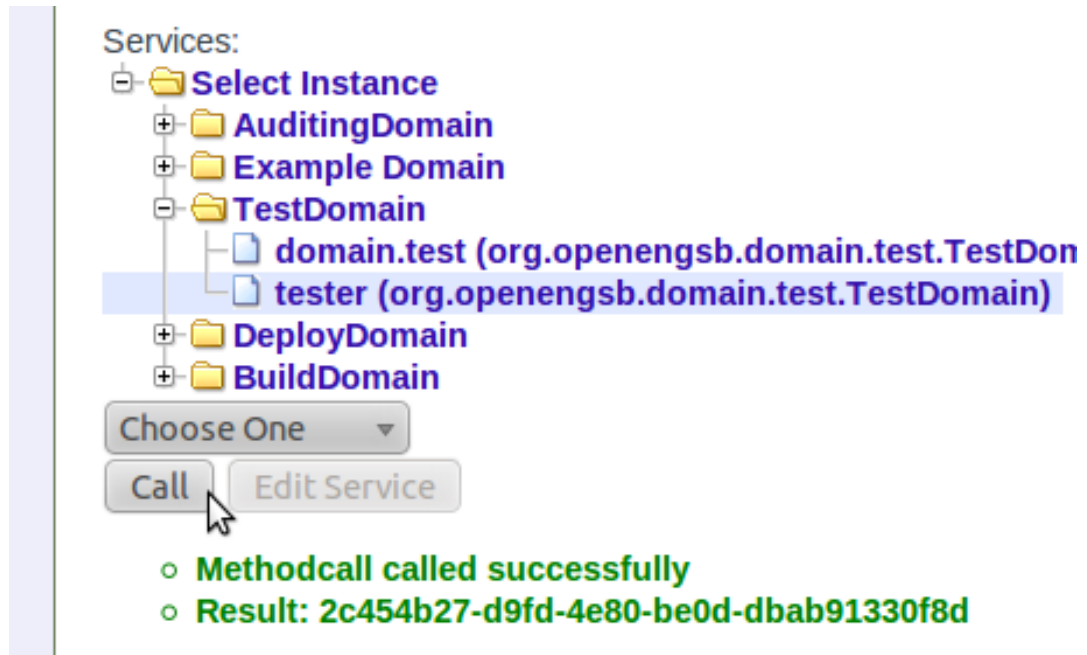 Services:
Select Instance
AuditingDomain
Example Domain
TestDomain
domain.test (org.openengsb.domain.test.TestDom
tester (org.openengsb.domain.test.TestDomain)
DeployDomain
BuildDomain
Choose One
Call Edit Service
Methodcall called successfully
Result: 2c454b27-d9fd-4e80-be0d-dbab91330f8d